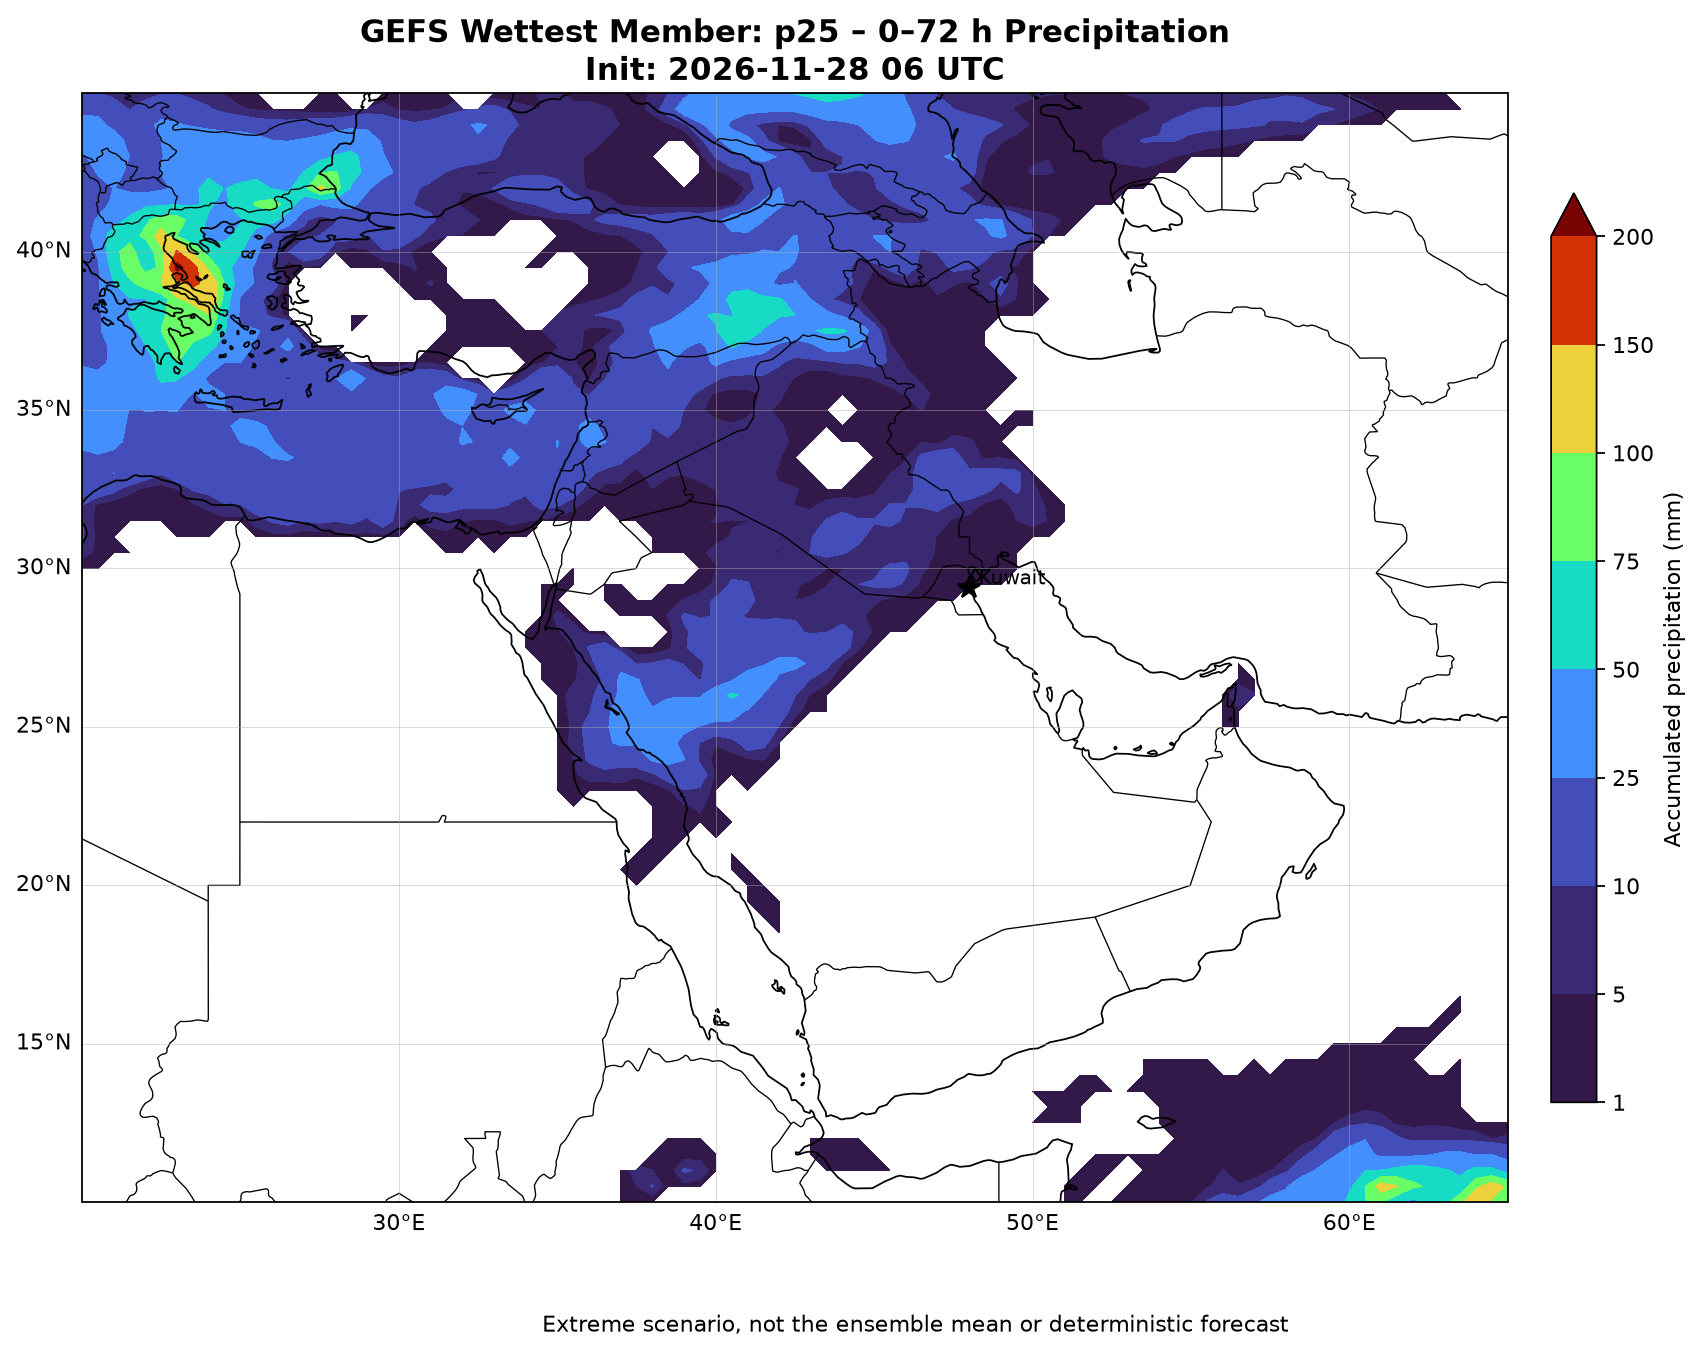 GEFS Wettest Member: p25 – 0–72 h Precipitation
Init: 2026-11-28 06 UTC
40°N
35°N
30°N
25°N
20°N
15°N
30°E
40°E
50°E
60°E
Kuwait
200
150
100
75
50
25
10
5
1
Accumulated precipitation (mm)
Extreme scenario, not the ensemble mean or deterministic forecast